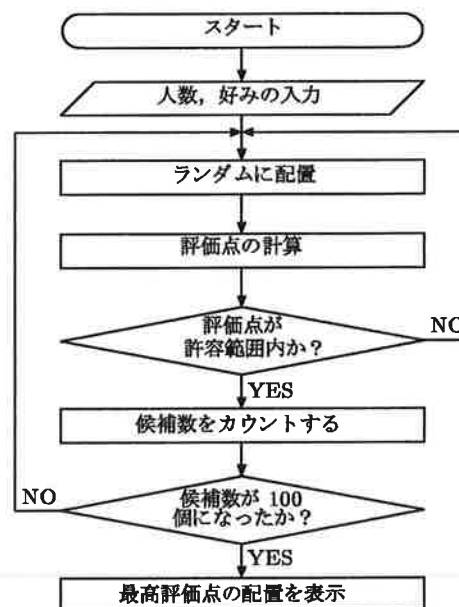 スタート
人数，好みの入力
ランダムに配置
評価点の計算
評価点が
許容範囲内か？
NO
YES
候補数をカウントする
NO
候補数が 100
個になったか？
YES
最高評価点の配置を表示